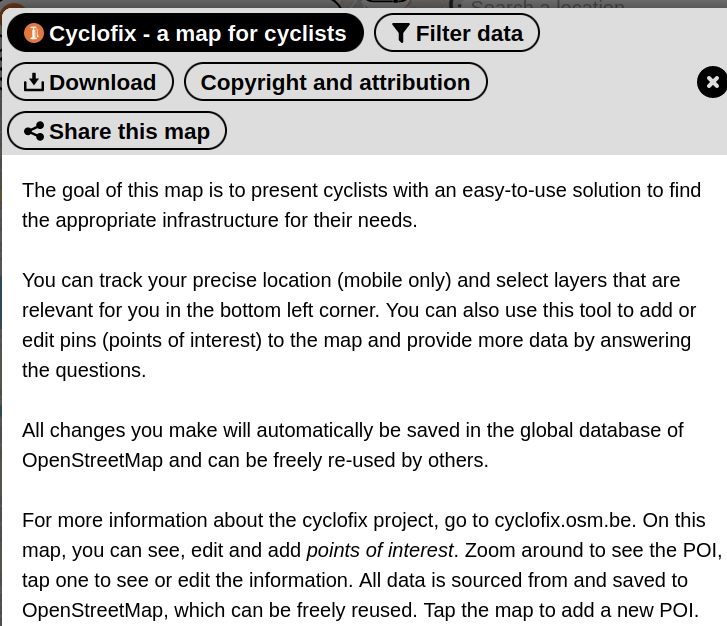 Search a location
Cyclofix - a map for cyclists
Filter data
Download
Copyright and attribution
Share this map
The goal of this map is to present cyclists with an easy-to-use solution to find
the appropriate infrastructure for their needs.
You can track your precise location (mobile only) and select layers that are
relevant for you in the bottom left corner. You can also use this tool to add or
edit pins (points of interest) to the map and provide more data by answering
the questions.
All changes you make will automatically be saved in the global database of
OpenStreetMap and can be freely re-used by others.
For more information about the cyclofix project, go to cyclofix.osm.be. On this
map, you can see, edit and add points of interest. Zoom around to see the POI,
tap one to see or edit the information. All data is sourced from and saved to
OpenStreetMap, which can be freely reused. Tap the map to add a new POI.